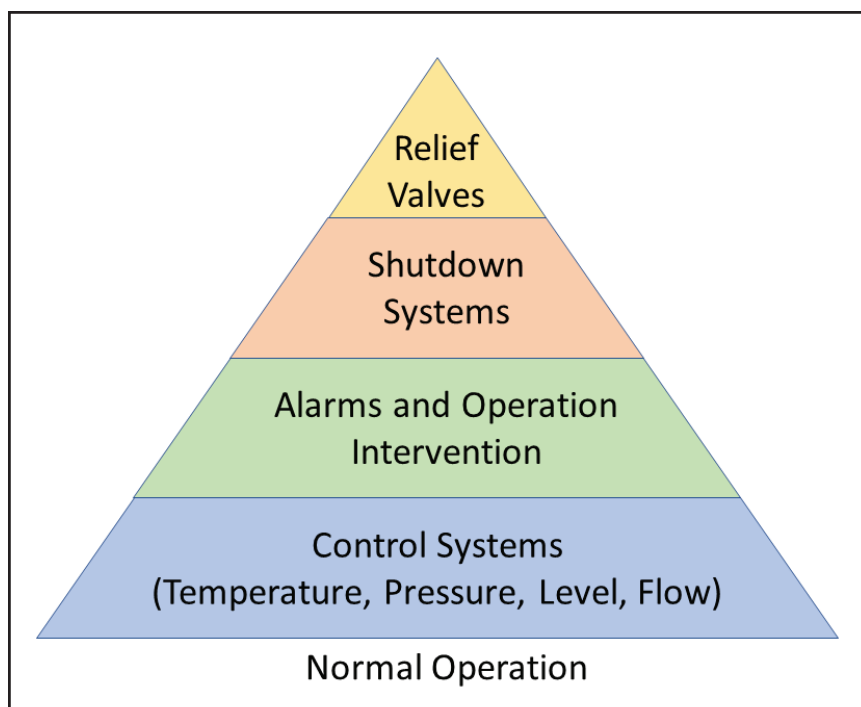 Relief
Valves
Shutdown
Systems
Alarms and Operation
Intervention
Control Systems
(Temperature, Pressure, Level, Flow)
Normal Operation